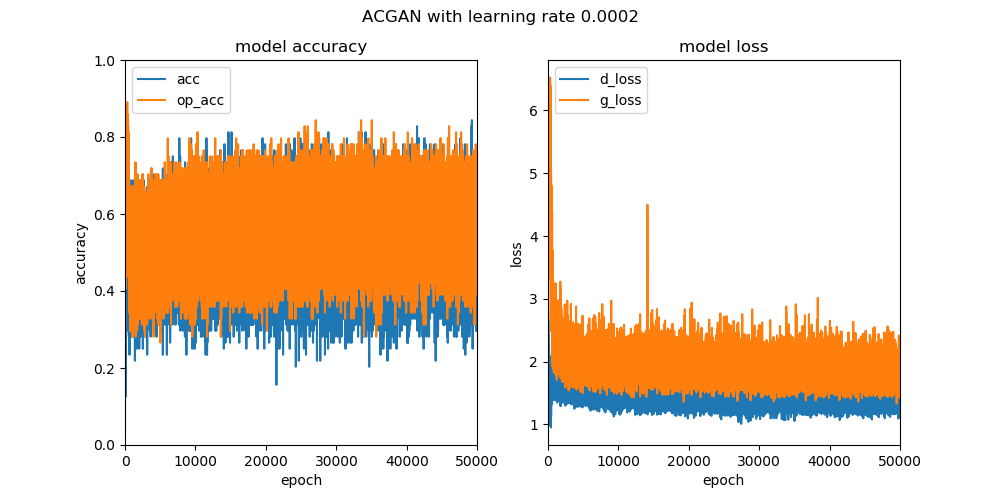 ACGAN with learning rate 0.0002
model accuracy
acc
op_acc
1.0
0.8
0.6
0.4
0.2
0.0
accuracy
0 10000 20000 30000 40000 50000
epoch
model loss
d_loss
g_loss
6
5
4
3
2
1
loss
0 10000 20000 30000 40000 50000
epoch